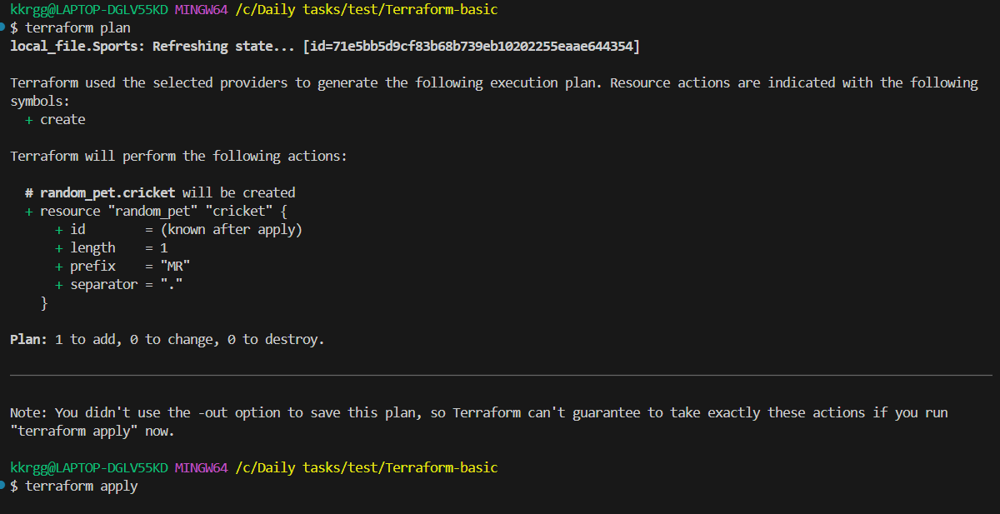 kkrgg@LAPTOP-DGLV55KD MINGW64 /c/Daily tasks/test/Terraform-basic
$ terraform plan
local_file.Sports: Refreshing state... [id=71e5bb5d9cf83b68b739eb10202255eaae644354]
Terraform used the selected providers to generate the following execution plan. Resource actions are indicated with the following
symbols:
  + create
Terraform will perform the following actions:
  # random_pet.cricket will be created
  + resource "random_pet" "cricket" {
      + id        = (known after apply)
      + length    = 1
      + prefix    = "MR"
      + separator = "."
    }
Plan: 1 to add, 0 to change, 0 to destroy.
Note: You didn't use the -out option to save this plan, so Terraform can't guarantee to take exactly these actions if you run
"terraform apply" now.
kkrgg@LAPTOP-DGLV55KD MINGW64 /c/Daily tasks/test/Terraform-basic
$ terraform apply